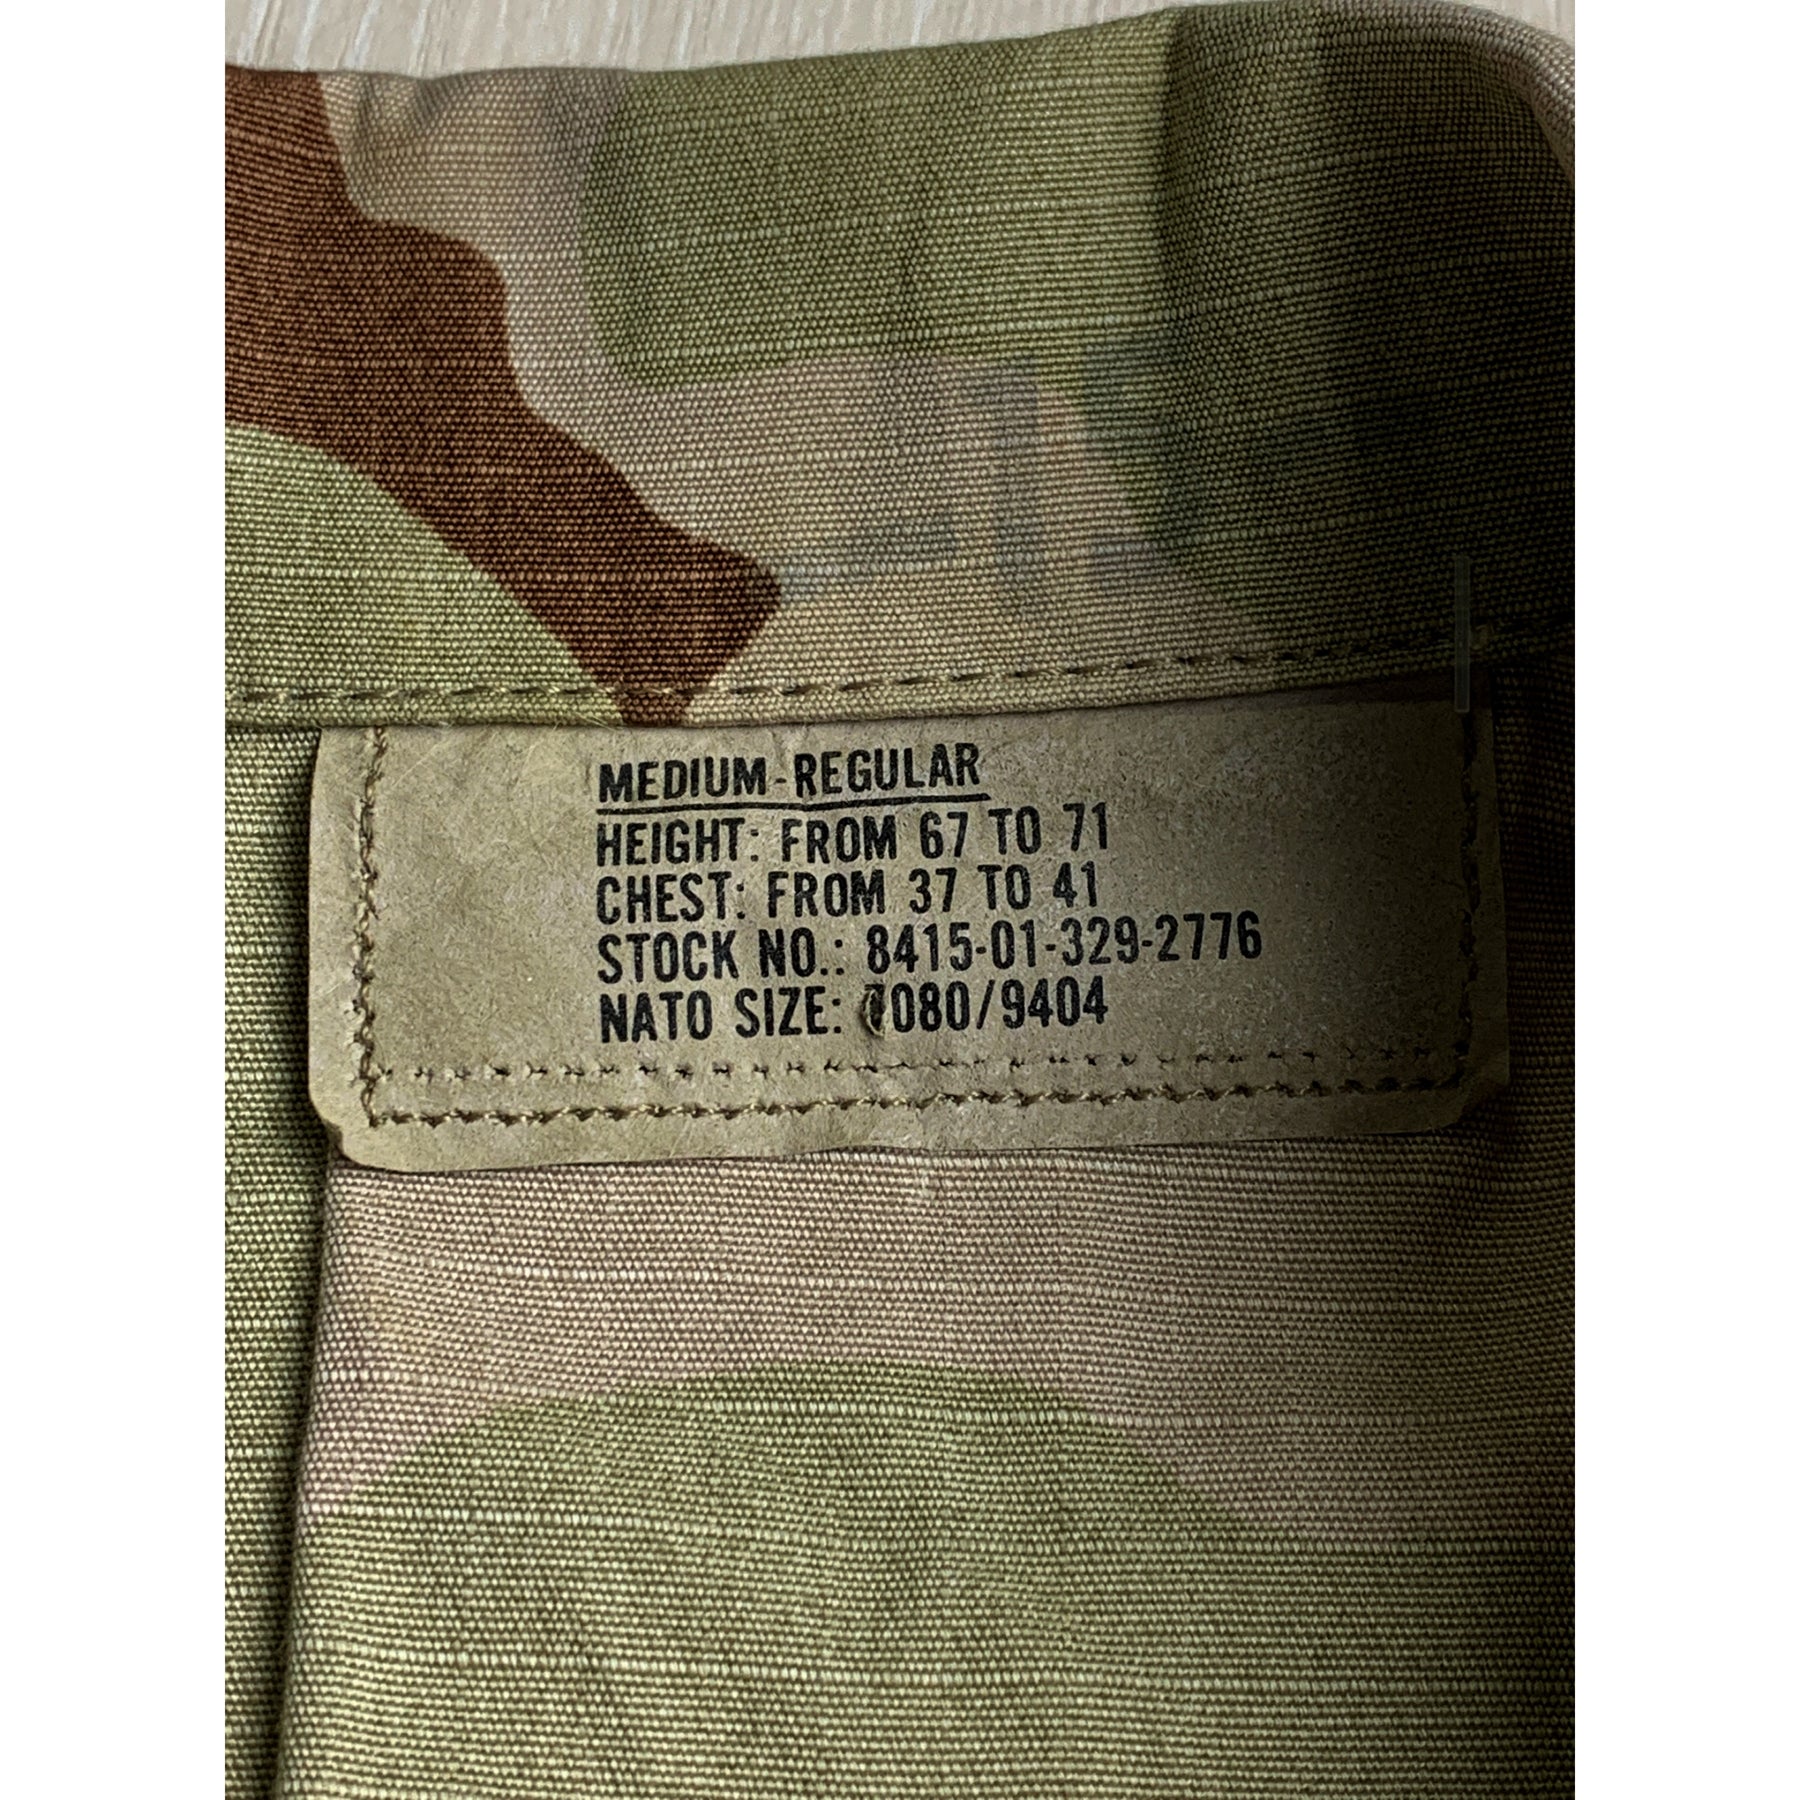 MEDIUM-REGULAR
HEIGHT: FROM 67 TO 71
CHEST: FROM 37 TO 41
STOCK NO.: 8415-01-329-2776
NATO SIZE: 7080/9404